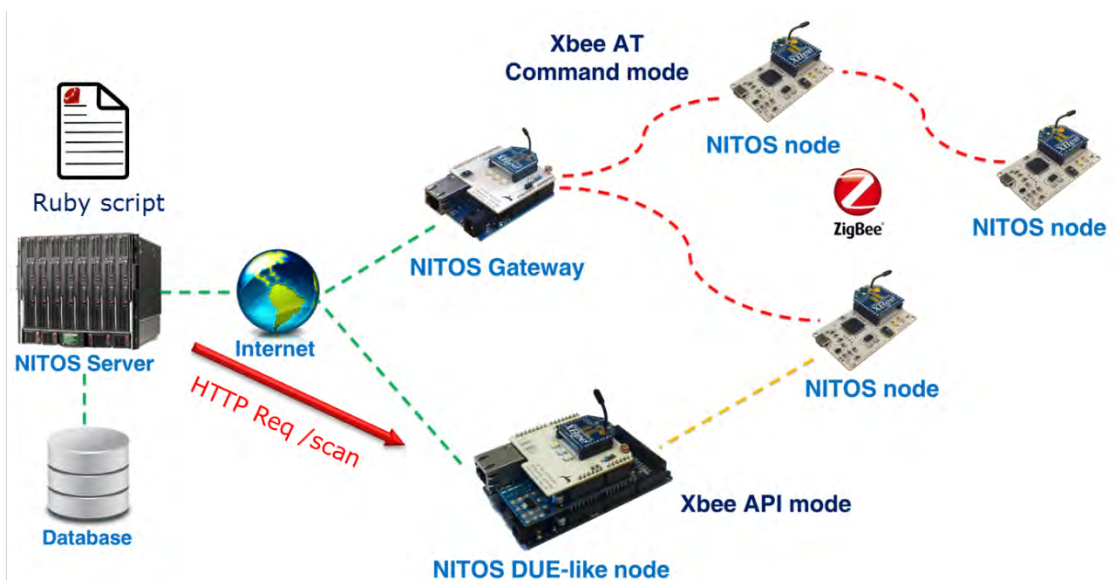 Xbee AT
Command mode
NITOS node
NITOS node
Ruby script
ZigBee®
NITOS Gateway
Internet
NITOS Server
NITOS node
HTTP Req /scan
Xbee API mode
Database
NITOS DUE-like node